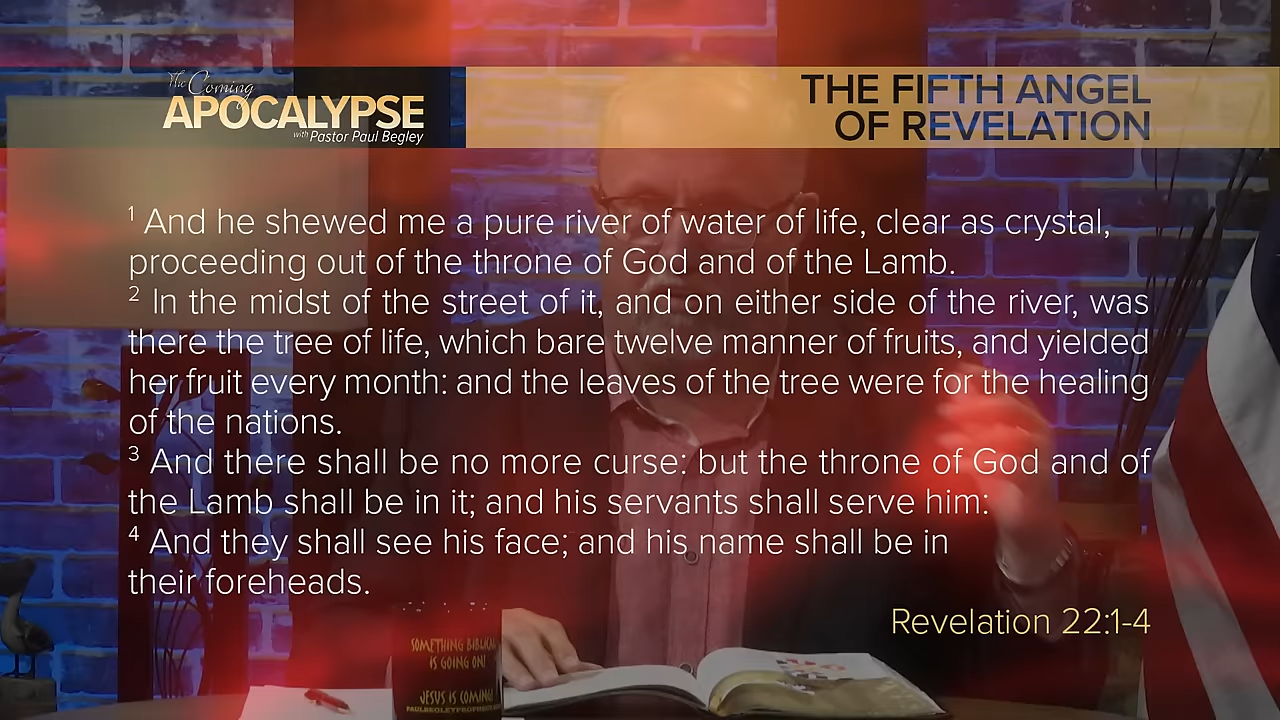 The Coming
APOCALYPSE
with Pastor Paul Begley
THE FIFTH ANGEL
OF REVELATION
1 And he shewed me a pure river of water of life, clear as crystal,
proceeding out of the throne of God and of the Lamb.
2 In the midst of the street of it, and on either side of the river, was
there the tree of life, which bare twelve manner of fruits, and yielded
her fruit every month: and the leaves of the tree were for the healing
of the nations.
3 And there shall be no more curse: but the throne of God and of
the Lamb shall be in it; and his servants shall serve him:
4 And they shall see his face; and his name shall be in
their foreheads.
Revelation 22:1-4
SOMETHING BIBLICAL
IS GOING ON!
JESUS IS COMING!